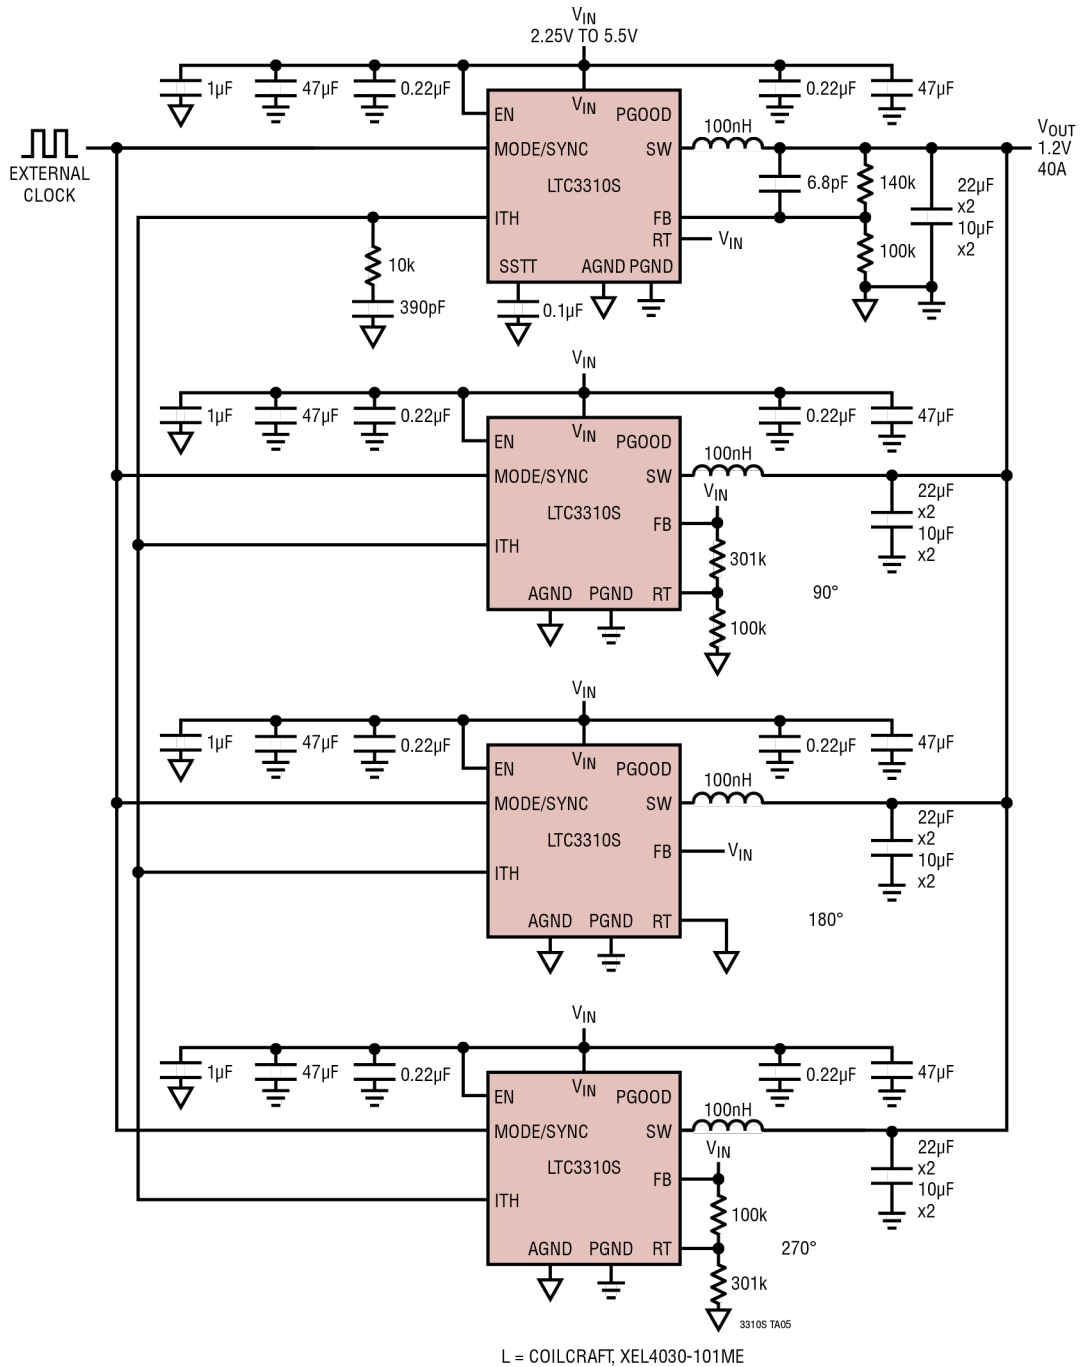 VIN
2.25V TO 5.5V
1µF
47µF
0.22µF
0.22µF
47µF
EN
VIN
PGOOD
100nH
VOUT
1.2V
40A
EXTERNAL
CLOCK
MODE/SYNC
SW
LTC3310S
6.8pF
140k
22µF
x2
10µF
x2
ITH
FB
RT
VIN
100k
10k
SSTT
AGND
PGND
390pF
0.1µF
VIN
1µF
47µF
0.22µF
0.22µF
47µF
EN
VIN
PGOOD
100nH
MODE/SYNC
SW
VIN
22µF
x2
10µF
x2
LTC3310S
FB
ITH
301k
AGND
PGND
RT
90°
100k
VIN
1µF
47µF
0.22µF
0.22µF
47µF
EN
VIN
PGOOD
100nH
MODE/SYNC
SW
22µF
x2
10µF
x2
LTC3310S
FB
VIN
ITH
AGND
PGND
RT
180°
VIN
1µF
47µF
0.22µF
0.22µF
47µF
EN
VIN
PGOOD
100nH
MODE/SYNC
SW
VIN
22µF
x2
10µF
x2
LTC3310S
FB
ITH
100k
AGND
PGND
RT
270°
301k
3310S TA05
L = COILCRAFT, XEL4030-101ME